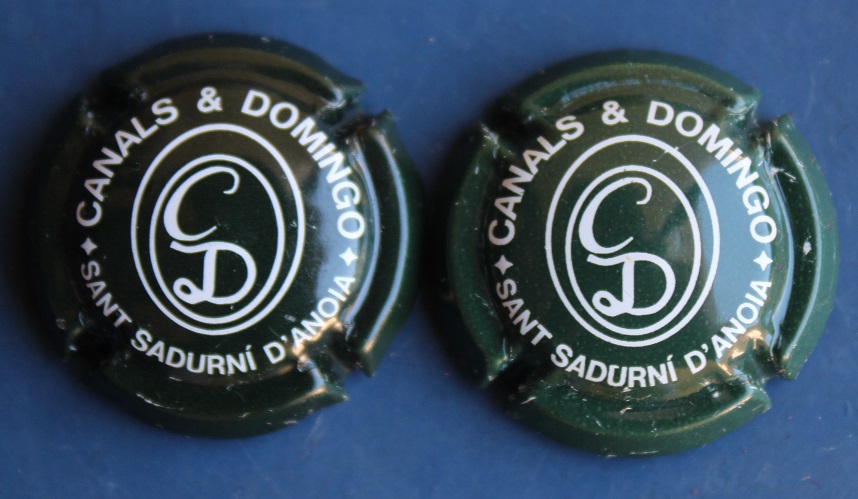 CANALS & DOMINGO
CD
✦ SANT SADURNÍ D'ANOIA ✦
CANALS & DOMINGO
CD
✦ SANT SADURNÍ D'ANOIA ✦